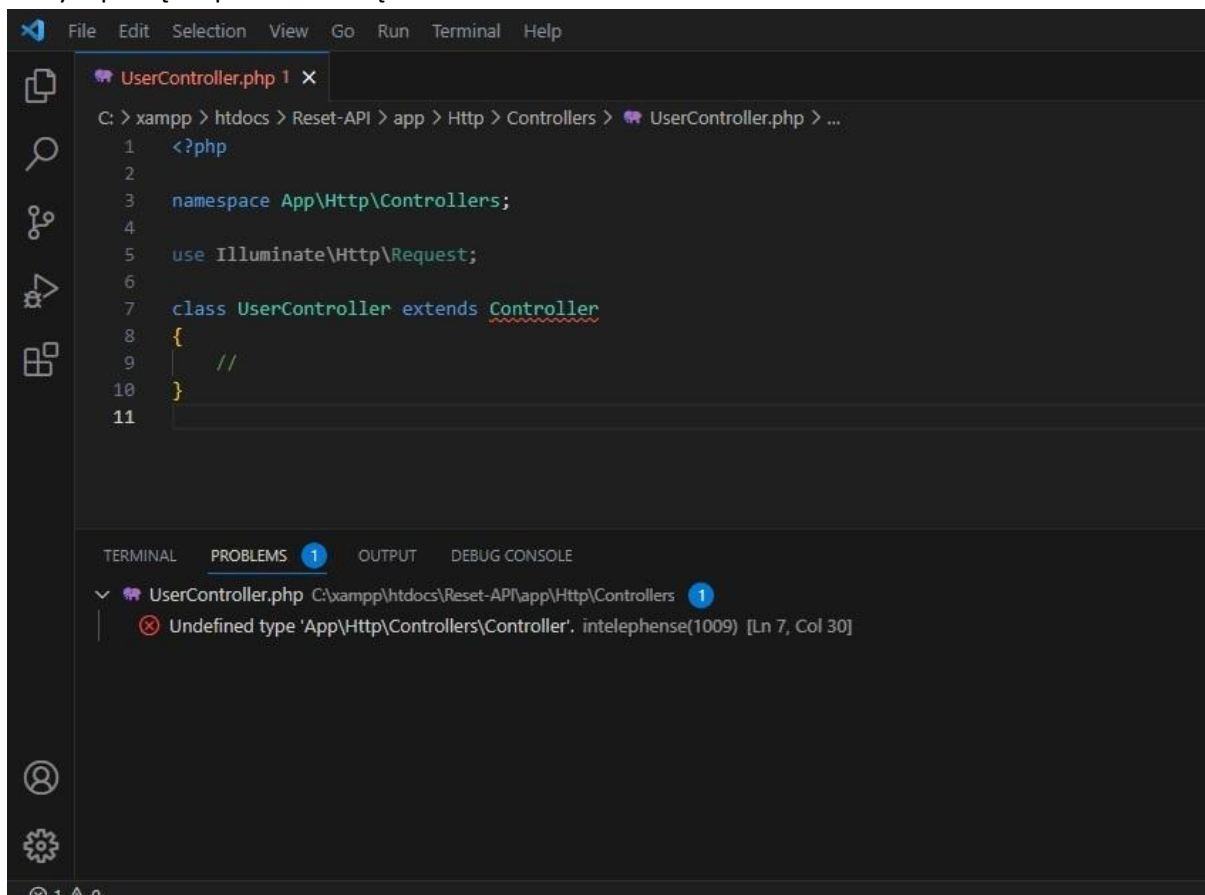 File Edit Selection View Go Run Terminal Help
UserController.php 1
C: > xampp > htdocs > Reset-API > app > Http > Controllers > UserController.php > ...
1 <?php
2
3 namespace App\Http\Controllers;
4
5 use Illuminate\Http\Request;
6
7 class UserController extends Controller
8 {
9 //
10 }
11
TERMINAL PROBLEMS 1 OUTPUT DEBUG CONSOLE
UserController.php C:\xampp\htdocs\Reset-API\app\Http\Controllers 1
Undefined type 'App\Http\Controllers\Controller'. intelephense(1009) [Ln 7, Col 30]